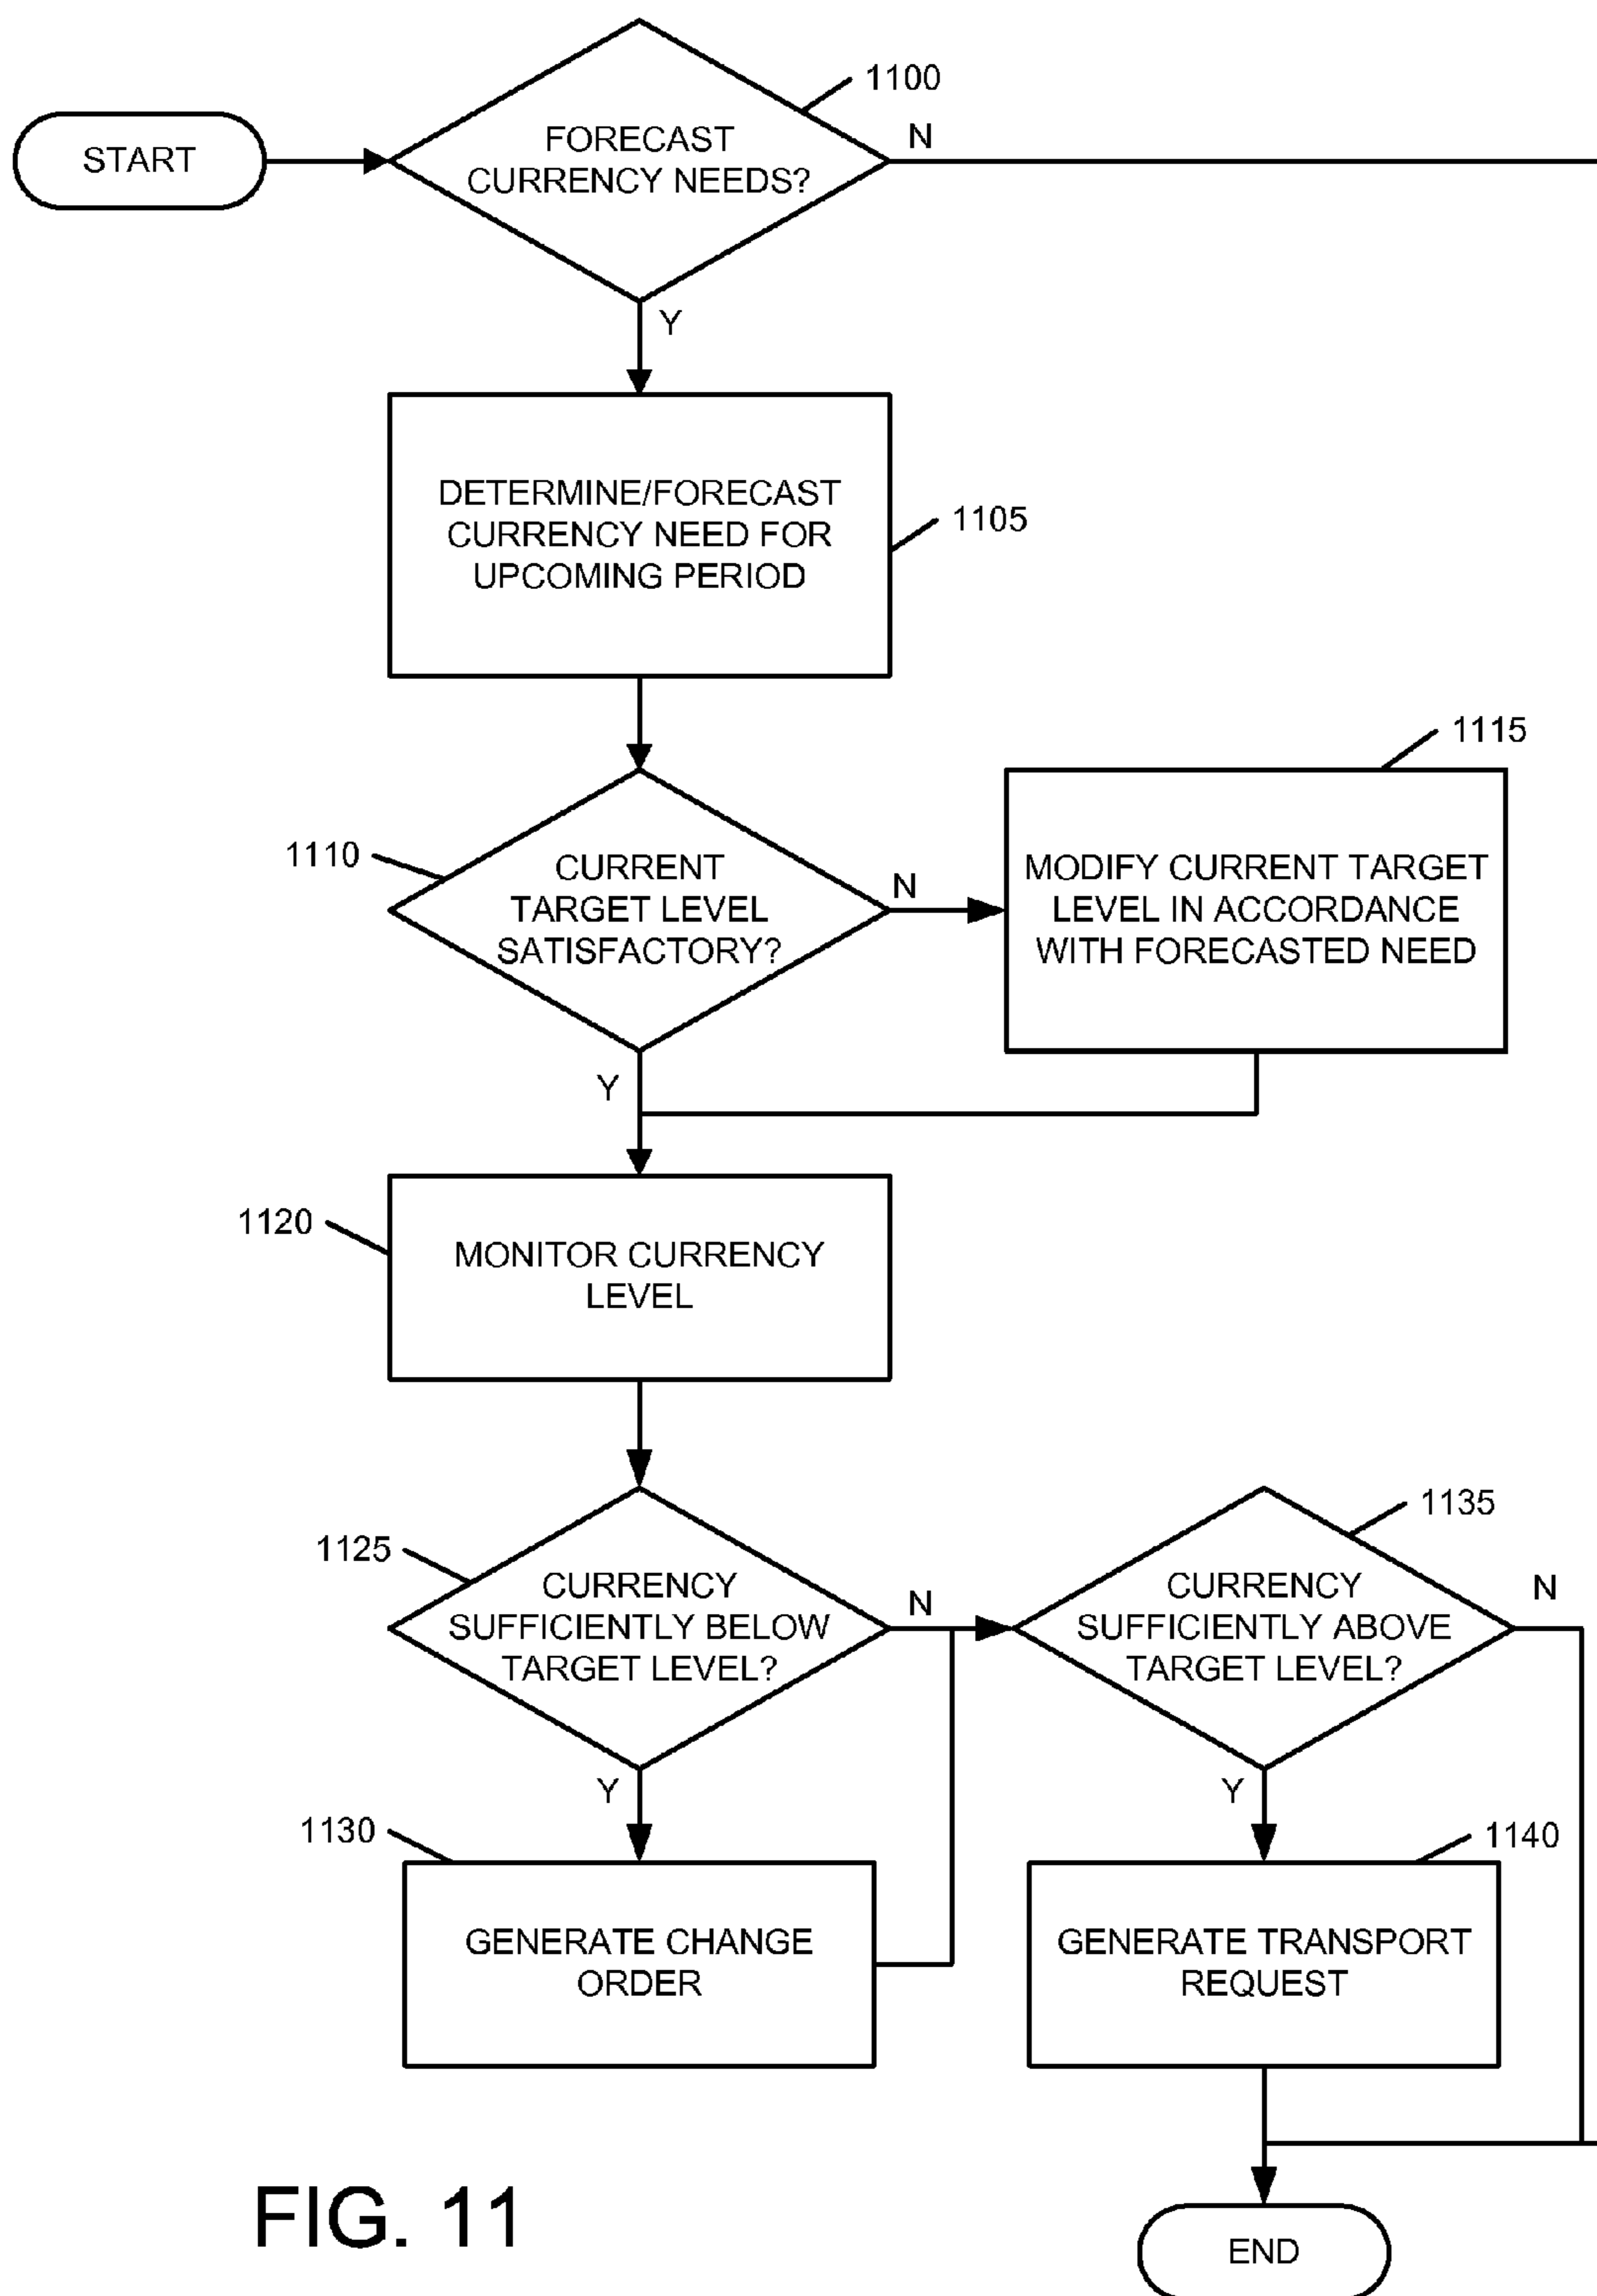 1100
START
FORECAST
CURRENCY NEEDS?
N
Y
DETERMINE/FORECAST
CURRENCY NEED FOR
UPCOMING PERIOD
1105
1110
CURRENT
TARGET LEVEL
SATISFACTORY?
N
Y
1115
MODIFY CURRENT TARGET
LEVEL IN ACCORDANCE
WITH FORECASTED NEED
1120
MONITOR CURRENCY
LEVEL
1125
CURRENCY
SUFFICIENTLY BELOW
TARGET LEVEL?
N
Y
1135
CURRENCY
SUFFICIENTLY ABOVE
TARGET LEVEL?
N
Y
1130
GENERATE CHANGE
ORDER
1140
GENERATE TRANSPORT
REQUEST
FIG. 11
END